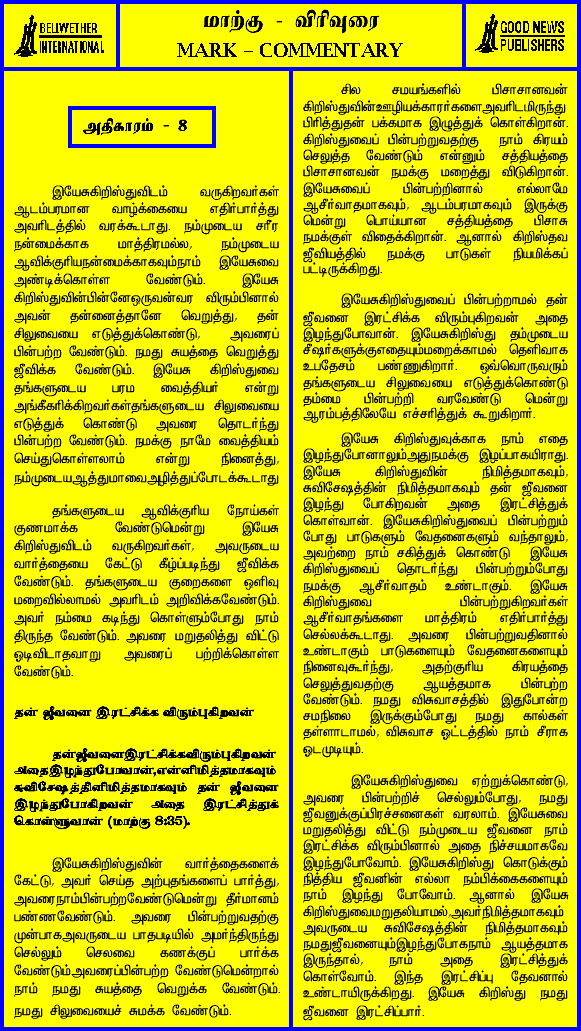 BELWETHER
INTERNATIONAL
மாற்கு - விரிவுரை
MARK – COMMENTARY
GOOD NEWS
PUBLISHERS
அதிகாரம் - 8
இயேசுகிறிஸ்துவிடம் வருகிறவர்கள்
ஆடம்பரமான வாழ்க்கையை எதிர்பார்த்து
அவரிடத்தில் வரக்கூடாது. நம்முடைய சரீர
நன்மைக்காக மாத்திரமல்ல, நம்முடைய
ஆவிக்குரியநன்மைக்காகவும்நாம் இயேசுவை
அண்டிக்கொள்ள வேண்டும். இயேசு
கிறிஸ்துவின்பின்னேஒருவன்வர விரும்பினால்
அவன் தன்னைத்தானே வெறுத்து, தன்
சிலுவையை எடுத்துக்கொண்டு, அவரைப்
பின்பற்ற வேண்டும். நமது சுயத்தை வெறுத்து
ஜீவிக்க வேண்டும். இயேசு கிறிஸ்துவை
தங்களுடைய பரம வைத்தியர் என்று
அங்கீகரிக்கிறவர்கள்தங்களுடைய சிலுவையை
எடுத்துக் கொண்டு அவரை தொடர்ந்து
பின்பற்ற வேண்டும். நமக்கு நாமே வைத்தியம்
செய்துகொள்ளலாம் என்று நினைத்து,
நம்முடையஆத்துமாவைஅழித்துப்போடக்கூடாது
தங்களுடைய ஆவிக்குரிய நோய்கள்
குணமாக்க வேண்டுமென்று இயேசு
கிறிஸ்துவிடம் வருகிறவர்கள், அவருடைய
வார்த்தையை கேட்டு கீழ்ப்படிந்து ஜீவிக்க
வேண்டும். தங்களுடைய குறைகளை ஒளிவு
மறைவில்லாமல் அவரிடம் அறிவிக்கவேண்டும்.
அவர் நம்மை கடிந்து கொள்ளும்போது நாம்
திருந்த வேண்டும். அவரை மறுதலித்து விட்டு
ஓடிவிடாதவாறு அவரைப் பற்றிக்கொள்ள
வேண்டும்.
தன் ஜீவனை இரட்சிக்க விரும்புகிறவன்
தன்ஜீவனைஇரட்சிக்கவிரும்புகிறவன்
அதைஇழந்துபோவான்,என்னிமித்தமாகவும்
சுவிசேஷத்தினிமித்தமாகவும் தன் ஜீவனை
இழந்துபோகிறவன் அதை இரட்சித்துக்
கொள்ளுவான் (மாற்கு 8:35).
இயேசுகிறிஸ்துவின் வார்த்தைகளைக்
கேட்டு, அவர் செய்த அற்புதங்களைப் பார்த்து,
அவரைநாம்பின்பற்றவேண்டுமென்று தீர்மானம்
பண்ணவேண்டும். அவரை பின்பற்றுவதற்கு
முன்பாகஅவருடைய பாதபடியில் அமர்ந்திருந்து
செல்லும் செலவை கணக்குப் பார்க்க
வேண்டும்அவரைப்பின்பற்ற வேண்டுமென்றால்
நாம் நமது சுயத்தை வெறுக்க வேண்டும்.
நமது சிலுவையைச் சுமக்க வேண்டும்.
சில சமயங்களில் பிசாசானவன்
கிறிஸ்துவின்ஊழியக்காரர்களைஅவரிடமிருந்து
பிரித்துதன் பக்கமாக இழுத்துக் கொள்கிறான்.
கிறிஸ்துவைப் பின்பற்றுவதற்கு நாம் கிரயம்
செலுத்த வேண்டும் என்னும் சத்தியத்தை
பிசாசானவன் நமக்கு மறைத்து விடுகிறான்.
இயேசுவைப் பின்பற்றினால் எல்லாமே
ஆசீர்வாதமாகவும், ஆடம்பரமாகவும் இருக்கு
மென்று பொய்யான சத்தியத்தை பிசாசு
நமக்குள் விதைக்கிறான். ஆனால் கிறிஸ்தவ
ஜீவியத்தில் நமக்கு பாடுகள் நியமிக்கப்
பட்டிருக்கிறது.
இயேசுகிறிஸ்துவைப் பின்பற்றாமல் தன்
ஜீவனை இரட்சிக்க விரும்புகிறவன் அதை
இழந்துபோவான். இயேசுகிறிஸ்து தம்முடைய
சீஷர்களுக்குஎதையும்மறைக்காமல் தெளிவாக
உபதேசம் பண்ணுகிறார். ஒவ்வொருவரும்
தங்களுடைய சிலுவையை எடுத்துக்கொண்டு
தம்மை பின்பற்றி வரவேண்டு மென்று
ஆரம்பத்திலேயே எச்சரித்துக் கூறுகிறார்.
இயேசு கிறிஸ்துவுக்காக நாம் எதை
இழந்துபோனாலும்அதுநமக்கு இழப்பாகயிராது.
இயேசு கிறிஸ்துவின் நிமித்தமாகவும்,
சுவிசேஷத்தின் நிமித்தமாகவும் தன் ஜீவனை
இழந்து போகிறவன் அதை இரட்சித்துக்
கொள்வான். இயேசுகிறிஸ்துவைப் பின்பற்றும்
போது பாடுகளும் வேதனைகளும் வந்தாலும்,
அவற்றை நாம் சகித்துக் கொண்டு இயேசு
கிறிஸ்துவைப் தொடர்ந்து பின்பற்றும்போது
நமக்கு ஆசீர்வாதம் உண்டாகும். இயேசு
கிறிஸ்துவை பின்பற்றுகிறவர்கள்
ஆசீர்வாதங்களை மாத்திரம் எதிர்பார்த்து
செல்லக்கூடாது. அவரை பின்பற்றுவதினால்
உண்டாகும் பாடுகளையும் வேதனைகளையும்
நினைவுகூர்ந்து, அதற்குரிய கிரயத்தை
செலுத்துவதற்கு ஆயத்தமாக பின்பற்ற
வேண்டும். நமது விசுவாசத்தில் இதுபோன்ற
சமநிலை இருக்கும்போது நமது கால்கள்
தள்ளாடாமல், விசுவாச ஓட்டத்தில் நாம் சீராக
ஓடமுடியும்.
இயேசுகிறிஸ்துவை ஏற்றுக்கொண்டு,
அவரை பின்பற்றிச் செல்லும்போது, நமது
ஜீவனுக்குப்பிரச்சனைகள் வரலாம். இயேசுவை
மறுதலித்து விட்டு நம்முடைய ஜீவனை நாம்
இரட்சிக்க விரும்பினால் அதை நிச்சயமாகவே
இழந்துபோவோம். இயேசுகிறிஸ்து கொடுக்கும்
நித்திய ஜீவனின் எல்லா நம்பிக்கைகளையும்
நாம் இழந்து போவோம். ஆனால் இயேசு
கிறிஸ்துவைமறுதலியாமல்,அவர்நிமித்தமாகவும்
அவருடைய சுவிசேஷத்தின் நிமித்தமாகவும்
நமதுஜீவனையும்இழந்துபோகநாம் ஆயத்தமாக
இருந்தால், நாம் அதை இரட்சித்துக்
கொள்வோம். இந்த இரட்சிப்பு தேவனால்
உண்டாயிருக்கிறது. இயேசு கிறிஸ்து நமது
ஜீவனை இரட்சிப்பார்.